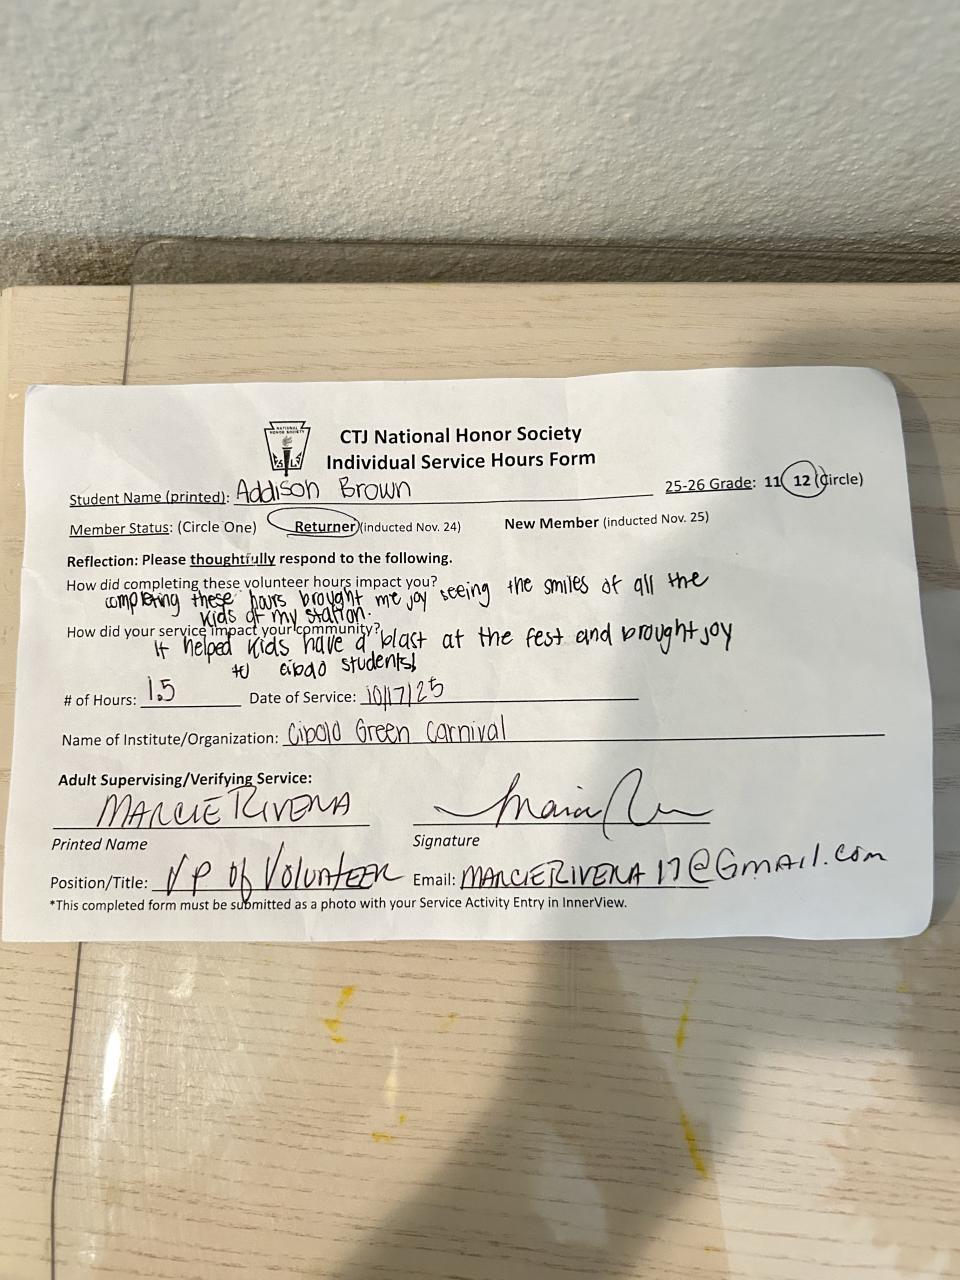 NATIONAL
HONOR SOCIETY
CTJ National Honor Society
Individual Service Hours Form
Student Name (printed): Addison Brown 25-26 Grade: 11 12 (Circle)
Member Status: (Circle One) Returner (inducted Nov. 24) New Member (inducted Nov. 25)
Reflection: Please thoughtfully respond to the following.
How did completing these volunteer hours impact you?
completing these hours brought me joy seeing the smiles of all the
kids at my station.
How did your service impact your community?
It helped kids have a blast at the fest and brought joy
to cibolo students!
# of Hours: 1.5 Date of Service: 10/17/25
Name of Institute/Organization: Cibolo Green Carnival
Adult Supervising/Verifying Service:
MARCIE RIVERA
Printed Name Signature
Position/Title: VP of Volunteer Email: MARCIERIVERA17@Gmail.com
*This completed form must be submitted as a photo with your Service Activity Entry in InnerView.